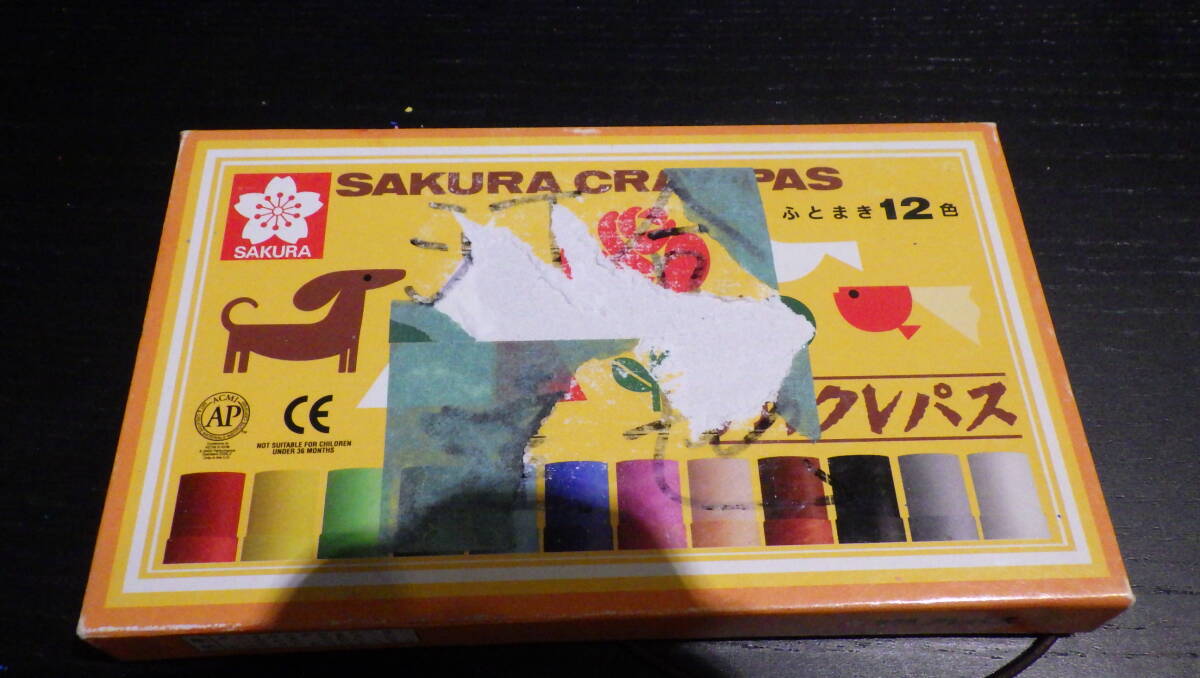 SAKURA CRA PAS
ふとまき12色
SAKURA
クレパス
ACMI
AP
CE
NOT SUITABLE FOR CHILDREN
UNDER 36 MONTHS